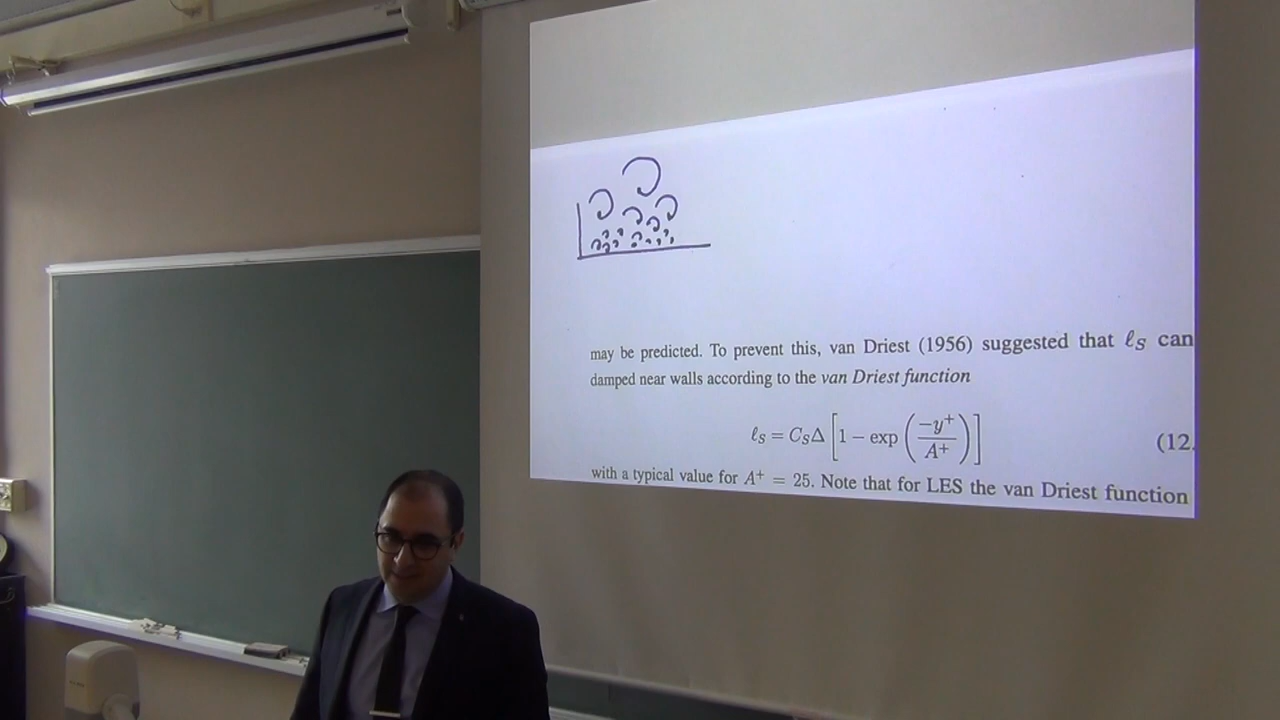 may be predicted. To prevent this, van Driest (1956) suggested that ℓ_S can
damped near walls according to the van Driest function
ℓ_S = C_SΔ [1 − exp (−y⁺ / A⁺)]
(12.
with a typical value for A⁺ = 25. Note that for LES the van Driest function